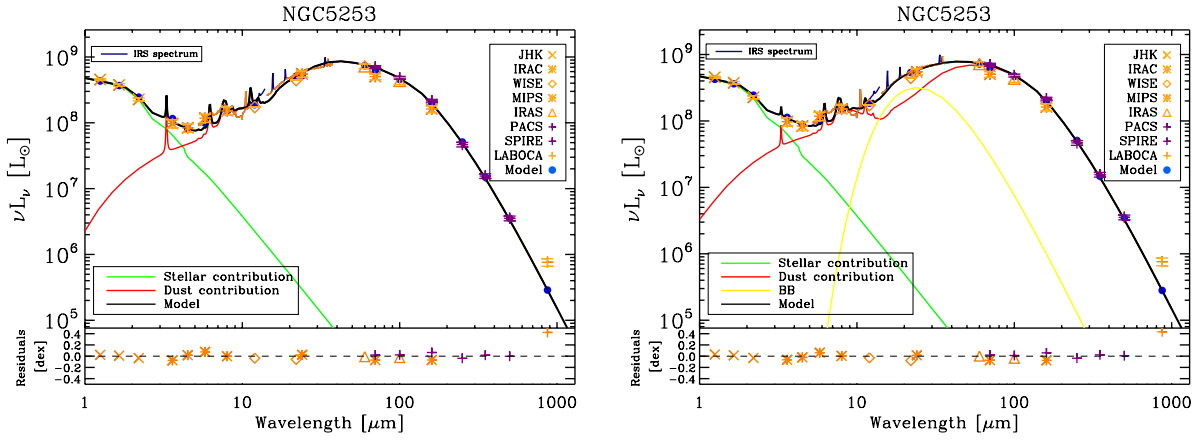 NGC5253
IRS spectrum
JHK
IRAC
WISE
MIPS
IRAS
PACS
SPIRE
LABOCA
Model
10⁹
10⁸
10⁷
10⁶
10⁵
νLν [L⊙]
Stellar contribution
Dust contribution
Model
0.4
0.2
0.0
−0.2
−0.4
Residuals
[dex]
1 10 100 1000
Wavelength [μm]
NGC5253
IRS spectrum
JHK
IRAC
WISE
MIPS
IRAS
PACS
SPIRE
LABOCA
Model
10⁹
10⁸
10⁷
10⁶
10⁵
νLν [L⊙]
Stellar contribution
Dust contribution
BB
Model
0.4
0.2
0.0
−0.2
−0.4
Residuals
[dex]
1 10 100 1000
Wavelength [μm]